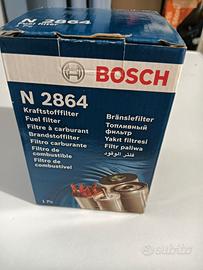 BOSCH
N 2864
Kraftstofffilter
Fuel filter
Filtre à carburant
Brandstoffilter
Filtro carburante
Filtro de
combustible
Filtro de
combustível
Bränslefilter
Топливный
фильтр
Yakıt filtresi
Filtr paliwa
فلتر الوقود
1 Pc
subito